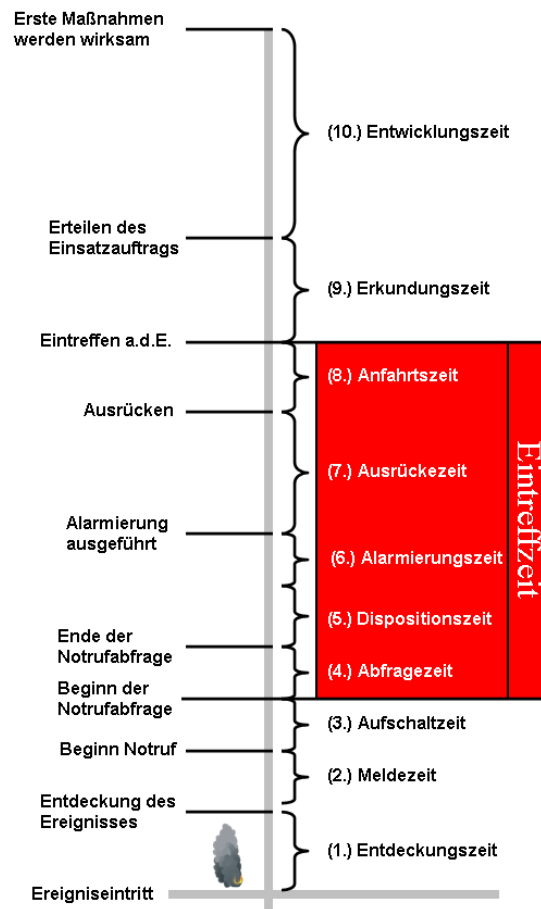 Erste Maßnahmen
werden wirksam
(10.) Entwicklungszeit
Erteilen des
Einsatzauftrags
(9.) Erkundungszeit
Eintreffen a.d.E.
(8.) Anfahrtszeit
Ausrücken
(7.) Ausrückezeit
Eintreffzeit
Alarmierung
ausgeführt
(6.) Alarmierungszeit
(5.) Dispositionszeit
Ende der
Notrufabfrage
(4.) Abfragezeit
Beginn der
Notrufabfrage
(3.) Aufschaltzeit
Beginn Notruf
(2.) Meldezeit
Entdeckung des
Ereignisses
(1.) Entdeckungszeit
Ereigniseintritt